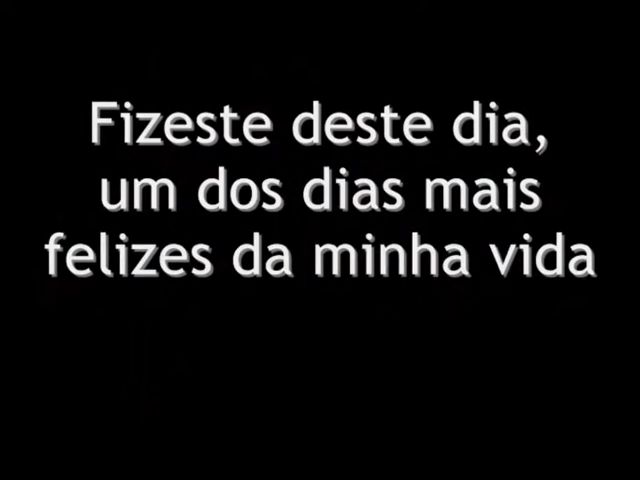 Fizeste deste dia,
um dos dias mais
felizes da minha vida